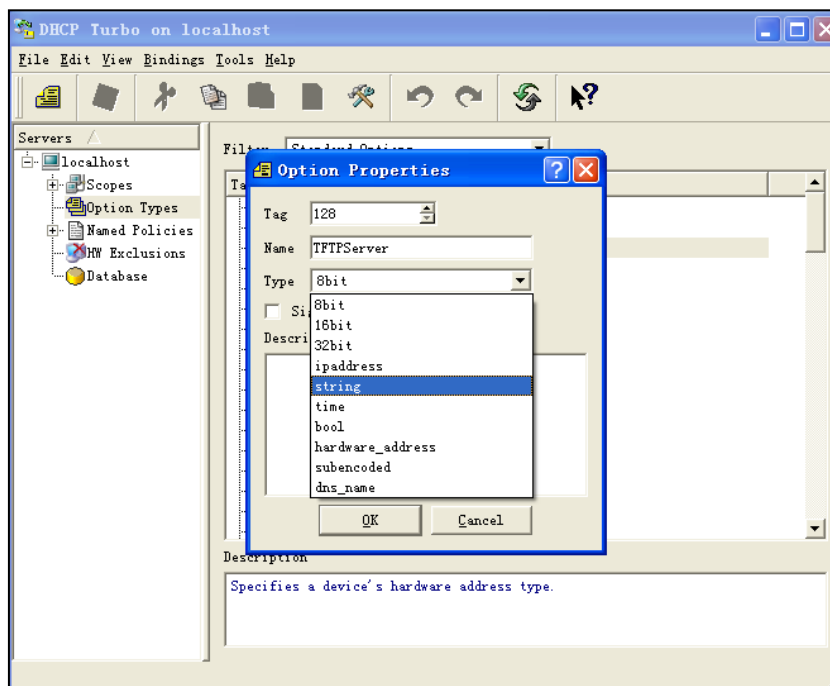 DHCP Turbo on localhost
File Edit View Bindings Tools Help
Servers
localhost
Scopes
Option Types
Named Policies
HW Exclusions
Database
Option Properties
Tag 128
Name TFTPServer
Type 8bit
8bit
16bit
32bit
ipaddress
string
time
bool
hardware_address
subencoded
dns_name
OK Cancel
Description
Specifies a device's hardware address type.